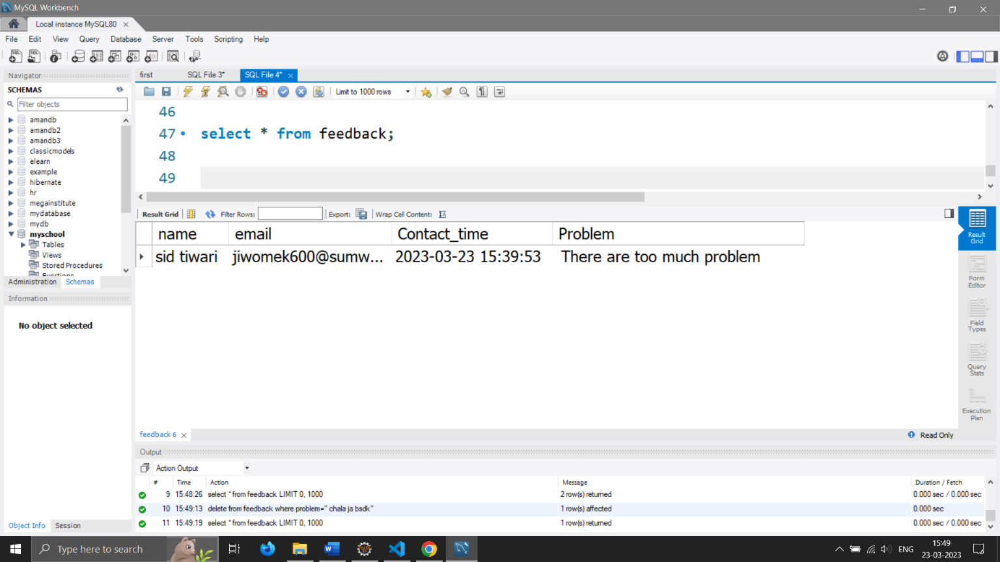 MySQL Workbench
Local instance MySQL80
File Edit View Query Database Server Tools Scripting Help
Navigator
SCHEMAS
Filter objects
amandb
amandb2
amandb3
classicmodels
elearn
example
hibernate
hr
megainstitute
mydatabase
mydb
myschool
Tables
Views
Stored Procedures
Functions
Administration Schemas
Information
No object selected
Object Info Session
first SQL File 3* SQL File 4*
Limit to 1000 rows
46
47 select * from feedback;
48
49
Result Grid Filter Rows: Export: Wrap Cell Content:
name email Contact_time Problem
sid tiwari jiwomek600@sumw... 2023-03-23 15:39:53 There are too much problem
Result
Grid
Form
Editor
Field
Types
Query
Stats
Execution
Plan
feedback 6 Read Only
Output
Action Output
# Time Action Message Duration / Fetch
9 15:48:26 select * from feedback LIMIT 0, 1000 2 row(s) returned 0.000 sec / 0.000 sec
10 15:49:13 delete from feedback where problem=" chala ja bsdk" 1 row(s) affected 0.000 sec
11 15:49:19 select * from feedback LIMIT 0, 1000 1 row(s) returned 0.000 sec / 0.000 sec
Type here to search
ENG
15:49
23-03-2023